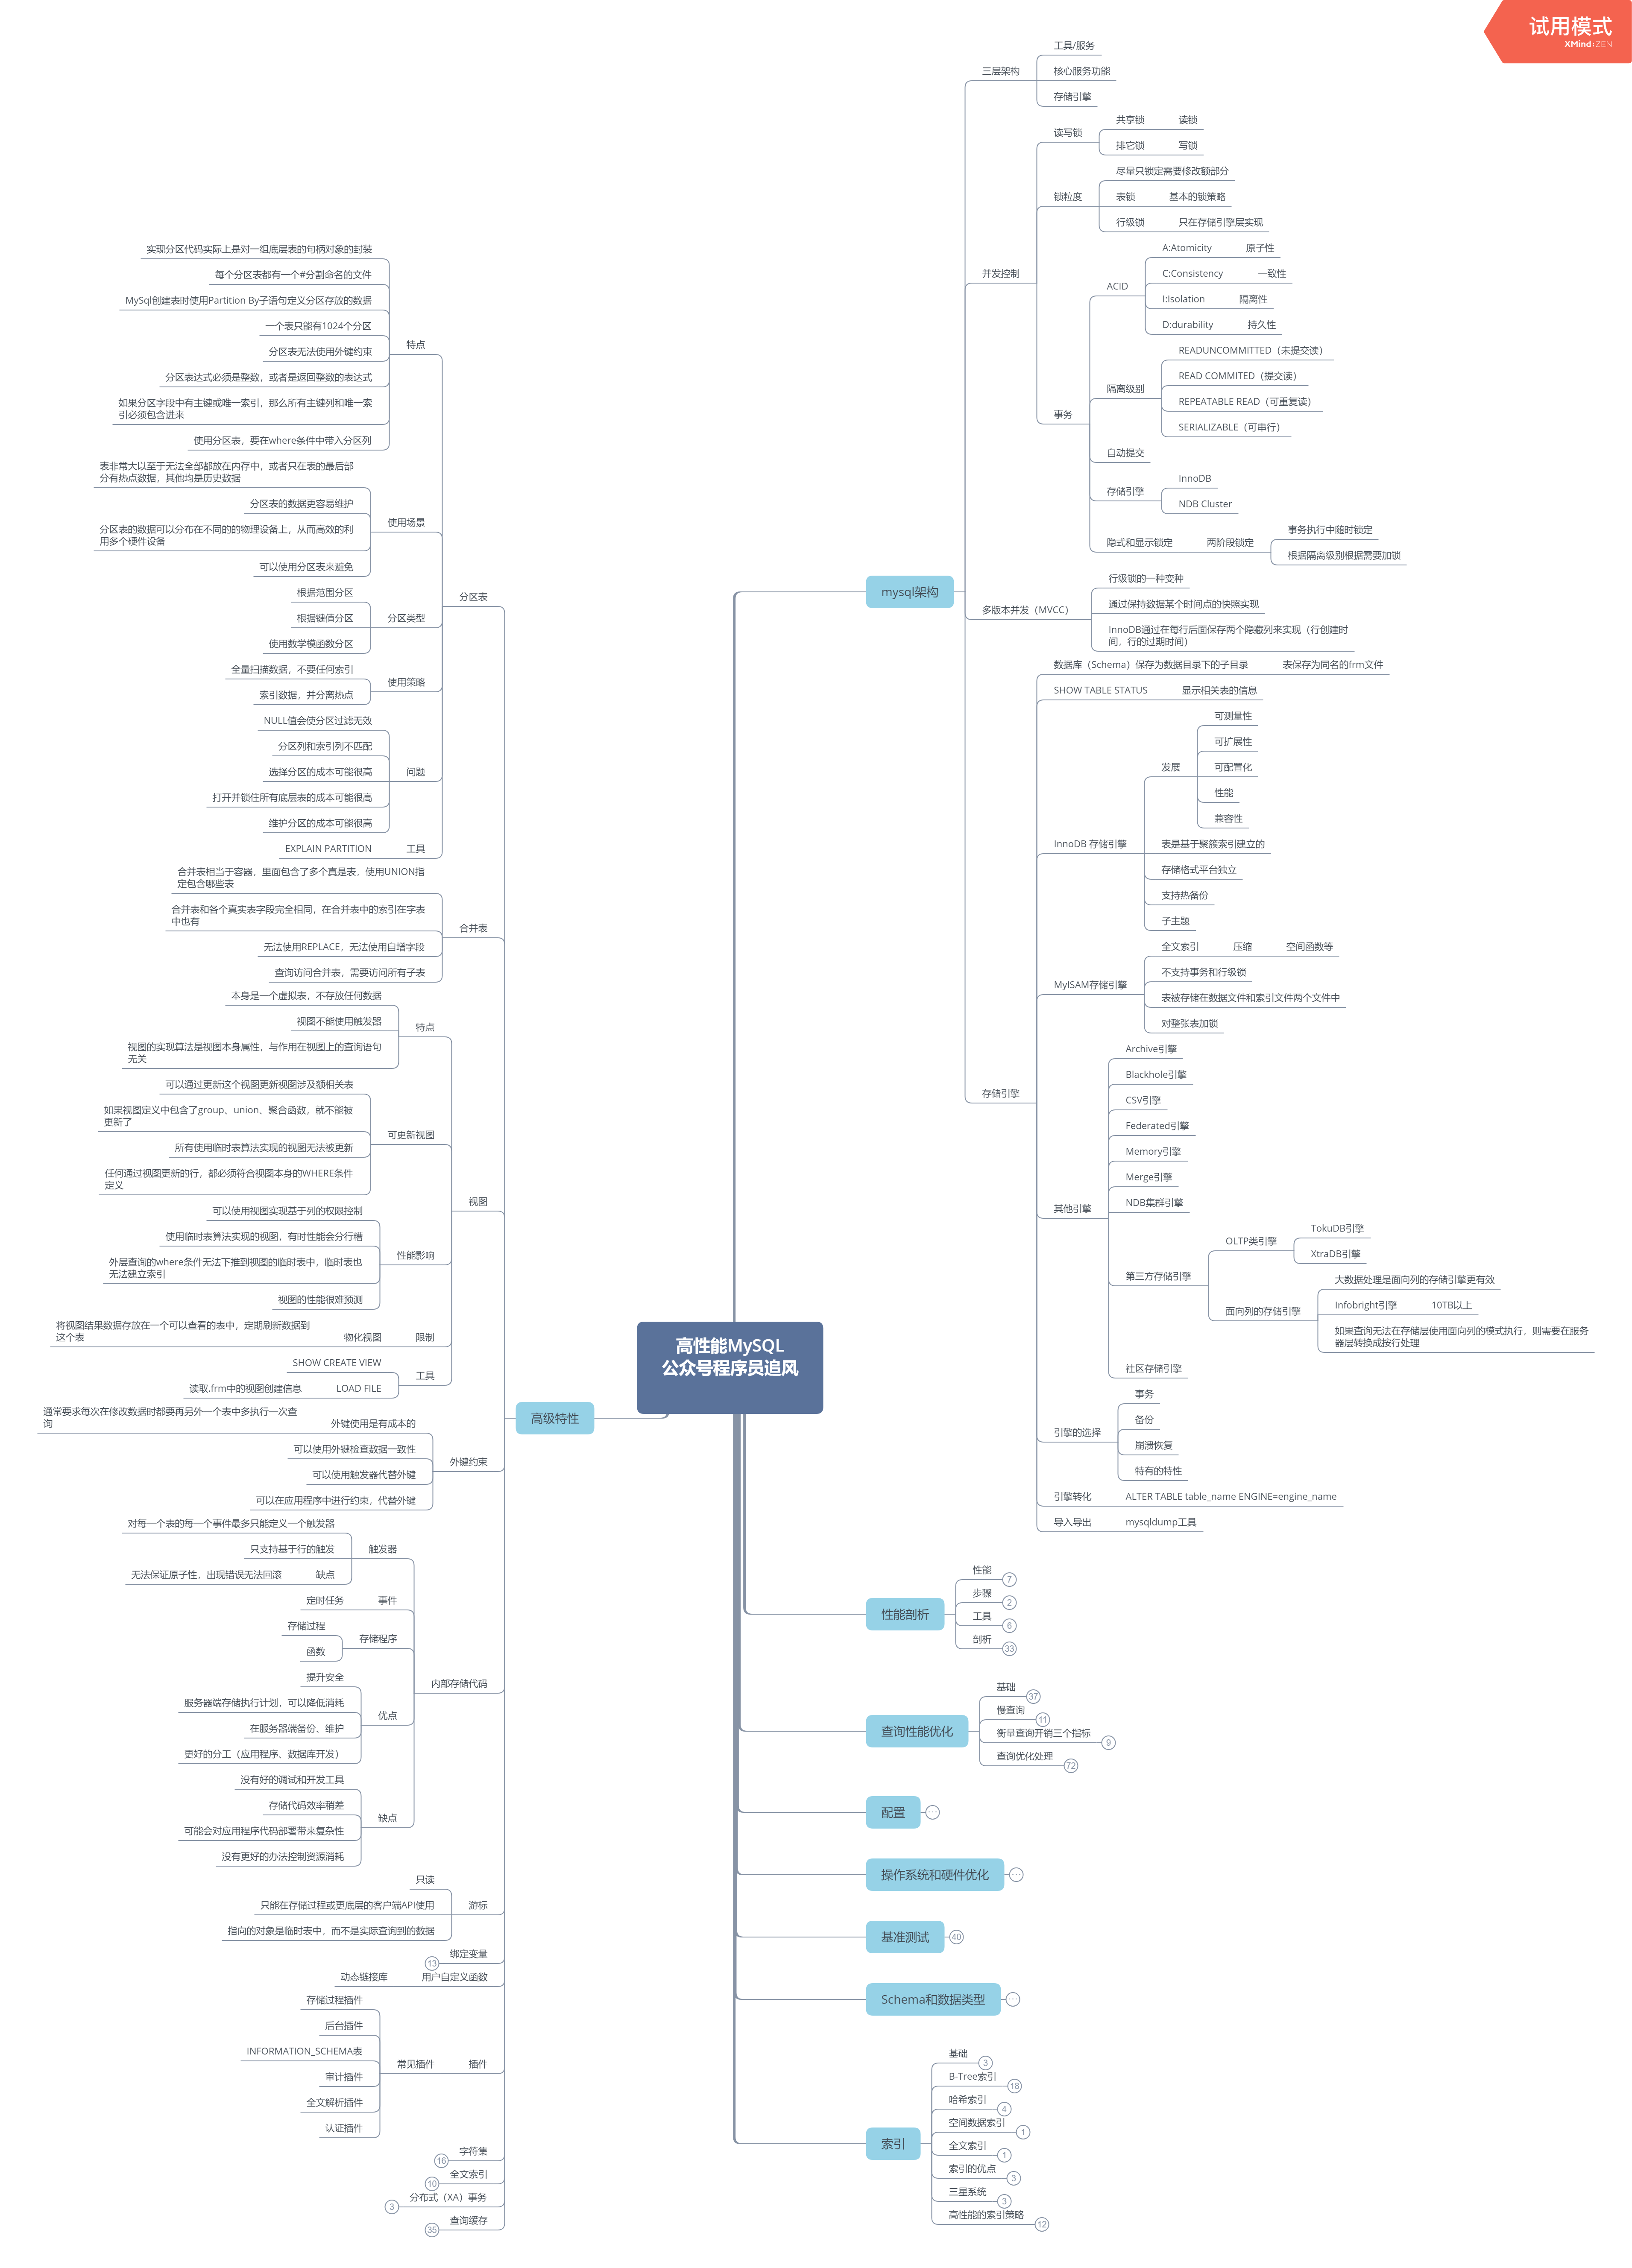 试用模式
XMind:ZEN
高性能MySQL
公众号程序员追风
mysql架构
三层架构
工具/服务
核心服务功能
存储引擎
并发控制
读写锁
共享锁
读锁
排它锁
写锁
锁粒度
尽量只锁定需要修改额部分
表锁
基本的锁策略
行级锁
只在存储引擎层实现
事务
ACID
A:Atomicity
原子性
C:Consistency
一致性
I:Isolation
隔离性
D:durability
持久性
隔离级别
READUNCOMMITTED（未提交读）
READ COMMITED（提交读）
REPEATABLE READ（可重复读）
SERIALIZABLE（可串行）
自动提交
存储引擎
InnoDB
NDB Cluster
隐式和显示锁定
两阶段锁定
事务执行中随时锁定
根据隔离级别根据需要加锁
多版本并发（MVCC）
行级锁的一种变种
通过保持数据某个时间点的快照实现
InnoDB通过在每行后面保存两个隐藏列来实现（行创建时
间，行的过期时间）
存储引擎
数据库（Schema）保存为数据目录下的子目录
表保存为同名的frm文件
SHOW TABLE STATUS
显示相关表的信息
InnoDB 存储引擎
发展
可测量性
可扩展性
可配置化
性能
兼容性
表是基于聚簇索引建立的
存储格式平台独立
支持热备份
子主题
MyISAM存储引擎
全文索引
压缩
空间函数等
不支持事务和行级锁
表被存储在数据文件和索引文件两个文件中
对整张表加锁
其他引擎
Archive引擎
Blackhole引擎
CSV引擎
Federated引擎
Memory引擎
Merge引擎
NDB集群引擎
第三方存储引擎
OLTP类引擎
TokuDB引擎
XtraDB引擎
面向列的存储引擎
大数据处理是面向列的存储引擎更有效
Infobright引擎
10TB以上
如果查询无法在存储层使用面向列的模式执行，则需要在服务
器层转换成按行处理
社区存储引擎
引擎的选择
事务
备份
崩溃恢复
特有的特性
引擎转化
ALTER TABLE table_name ENGINE=engine_name
导入导出
mysqldump工具
性能剖析
性能
7
步骤
2
工具
6
剖析
33
查询性能优化
基础
37
慢查询
11
衡量查询开销三个指标
9
查询优化处理
72
配置
操作系统和硬件优化
基准测试
40
Schema和数据类型
索引
基础
3
B-Tree索引
18
哈希索引
4
空间数据索引
1
全文索引
1
索引的优点
3
三星系统
3
高性能的索引策略
12
高级特性
分区表
特点
实现分区代码实际上是对一组底层表的句柄对象的封装
每个分区表都有一个#分割命名的文件
MySql创建表时使用Partition By子语句定义分区存放的数据
一个表只能有1024个分区
分区表无法使用外键约束
分区表达式必须是整数，或者是返回整数的表达式
如果分区字段中有主键或唯一索引，那么所有主键列和唯一索
引必须包含进来
使用分区表，要在where条件中带入分区列
使用场景
表非常大以至于无法全部都放在内存中，或者只在表的最后部
分有热点数据，其他均是历史数据
分区表的数据更容易维护
分区表的数据可以分布在不同的的物理设备上，从而高效的利
用多个硬件设备
可以使用分区表来避免
分区类型
根据范围分区
根据键值分区
使用数学模函数分区
使用策略
全量扫描数据，不要任何索引
索引数据，并分离热点
问题
NULL值会使分区过滤无效
分区列和索引列不匹配
选择分区的成本可能很高
打开并锁住所有底层表的成本可能很高
维护分区的成本可能很高
工具
EXPLAIN PARTITION
合并表
合并表相当于容器，里面包含了多个真是表，使用UNION指
定包含哪些表
合并表和各个真实表字段完全相同，在合并表中的索引在字表
中也有
无法使用REPLACE，无法使用自增字段
查询访问合并表，需要访问所有子表
视图
特点
本身是一个虚拟表，不存放任何数据
视图不能使用触发器
视图的实现算法是视图本身属性，与作用在视图上的查询语句
无关
可更新视图
可以通过更新这个视图更新视图涉及额相关表
如果视图定义中包含了group、union、聚合函数，就不能被
更新了
所有使用临时表算法实现的视图无法被更新
任何通过视图更新的行，都必须符合视图本身的WHERE条件
定义
性能影响
可以使用视图实现基于列的权限控制
使用临时表算法实现的视图，有时性能会分行糟
外层查询的where条件无法下推到视图的临时表中，临时表也
无法建立索引
视图的性能很难预测
限制
物化视图
将视图结果数据存放在一个可以查看的表中，定期刷新数据到
这个表
工具
SHOW CREATE VIEW
LOAD FILE
读取.frm中的视图创建信息
外键约束
外键使用是有成本的
通常要求每次在修改数据时都要再另外一个表中多执行一次查
询
可以使用外键检查数据一致性
可以使用触发器代替外键
可以在应用程序中进行约束，代替外键
内部存储代码
触发器
对每一个表的每一个事件最多只能定义一个触发器
只支持基于行的触发
缺点
无法保证原子性，出现错误无法回滚
事件
定时任务
存储程序
存储过程
函数
优点
提升安全
服务器端存储执行计划，可以降低消耗
在服务器端备份、维护
更好的分工（应用程序、数据库开发）
缺点
没有好的调试和开发工具
存储代码效率稍差
可能会对应用程序代码部署带来复杂性
没有更好的办法控制资源消耗
游标
只读
只能在存储过程或更底层的客户端API使用
指向的对象是临时表中，而不是实际查询到的数据
绑定变量
13
用户自定义函数
动态链接库
插件
常见插件
存储过程插件
后台插件
INFORMATION_SCHEMA表
审计插件
全文解析插件
认证插件
字符集
16
全文索引
10
分布式（XA）事务
3
查询缓存
35